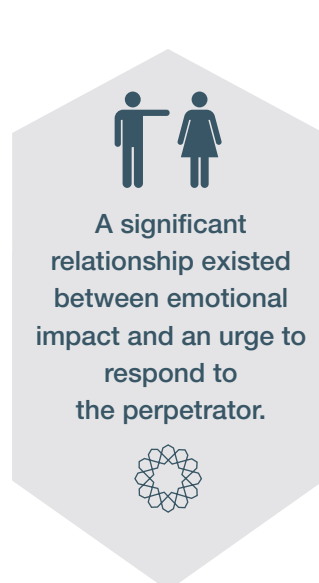 A significant
relationship existed
between emotional
impact and an urge to
respond to
the perpetrator.